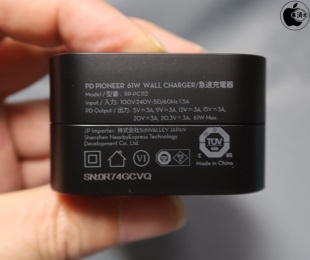 PD PIONEER 61W WALL CHARGER/急速充電器
Model / 型番: RP-PC112
Input / 入力: 100V-240V~50/60Hz 1.5A
PD Output / 出力: 5V⎓3A, 9V⎓3A, 12V⎓3A, 15V⎓3A,
20V⎓3A, 20.3V⎓3A, 61W Max.
JP Importer: 株式会社SUNVALLEY JAPAN
Shenzhen NearbyExpress Technology
Development Co.,Ltd.
VI
TÜV
Made in China
SN:0R74GCVQ